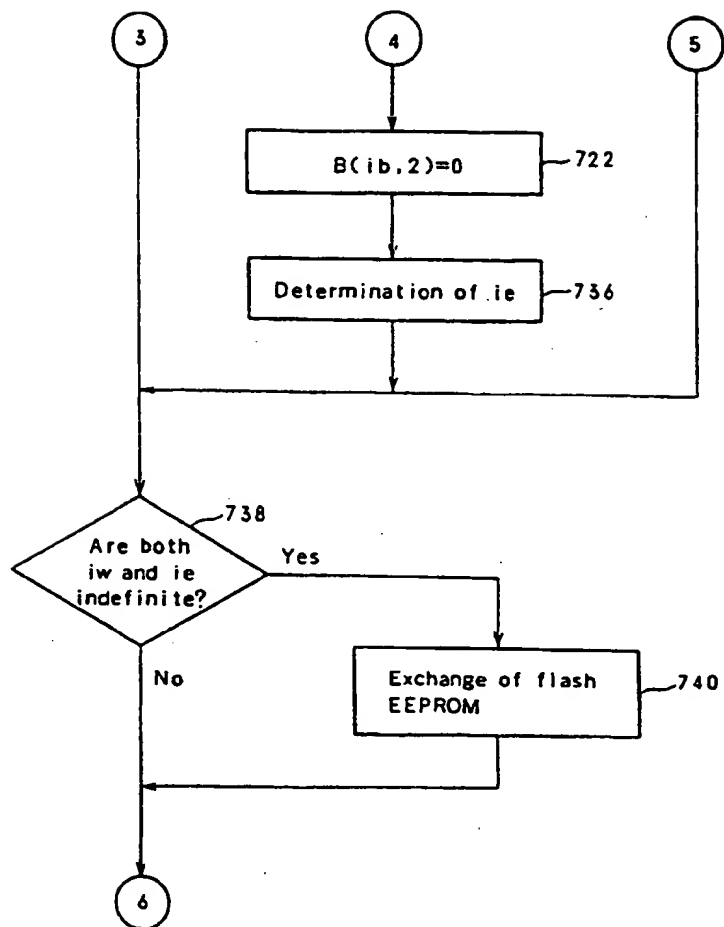 3
4
5
B(ib,2)=0
722
Determination of ie
736
738
Are both
iw and ie
indefinite?
Yes
No
Exchange of flash
EEPROM
740
6